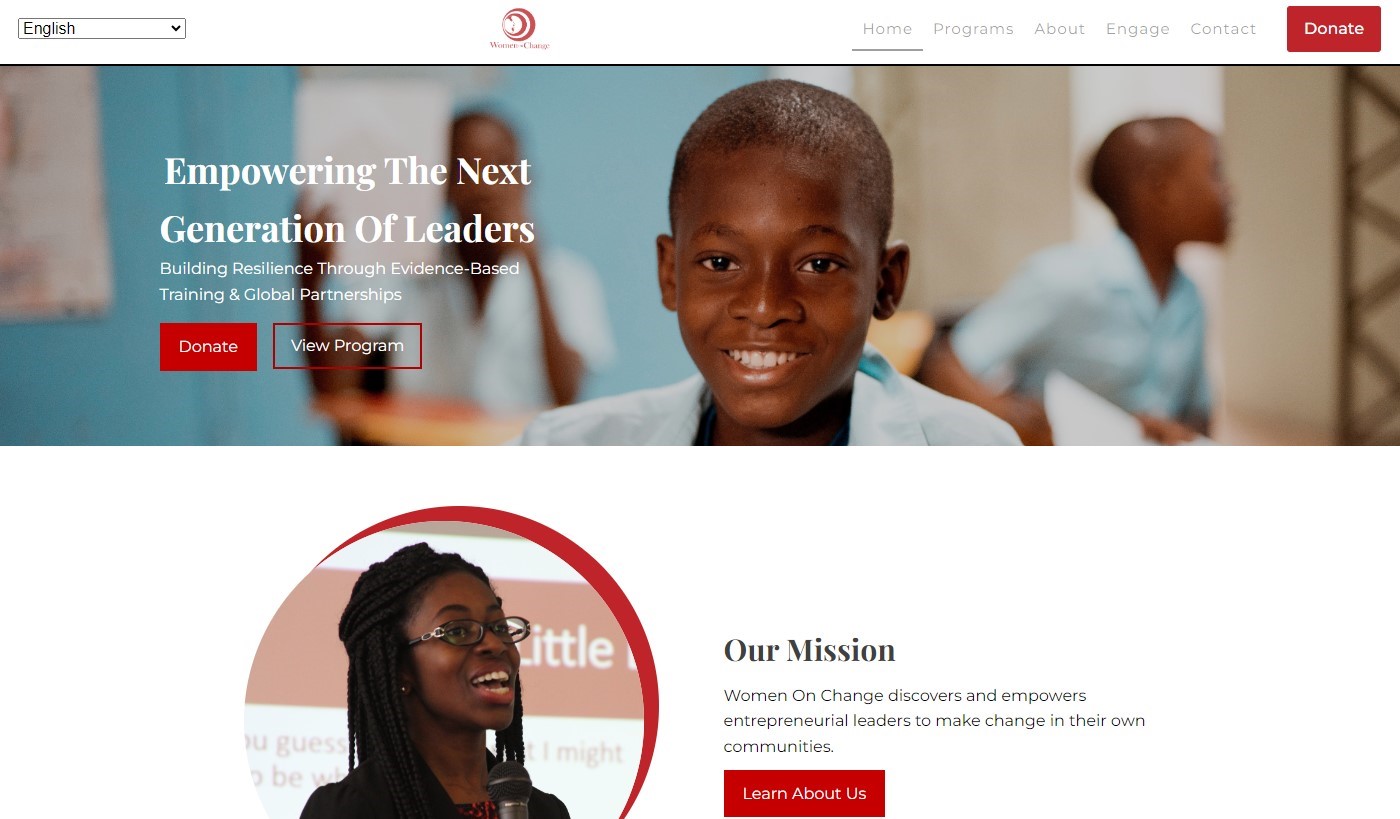 English
Women on Change
Home
Programs
About
Engage
Contact
Donate
Empowering The Next
Generation Of Leaders
Building Resilience Through Evidence-Based
Training & Global Partnerships
Donate
View Program
Little
ou guess
t I might
o be wh
Our Mission
Women On Change discovers and empowers
entrepreneurial leaders to make change in their own
communities.
Learn About Us